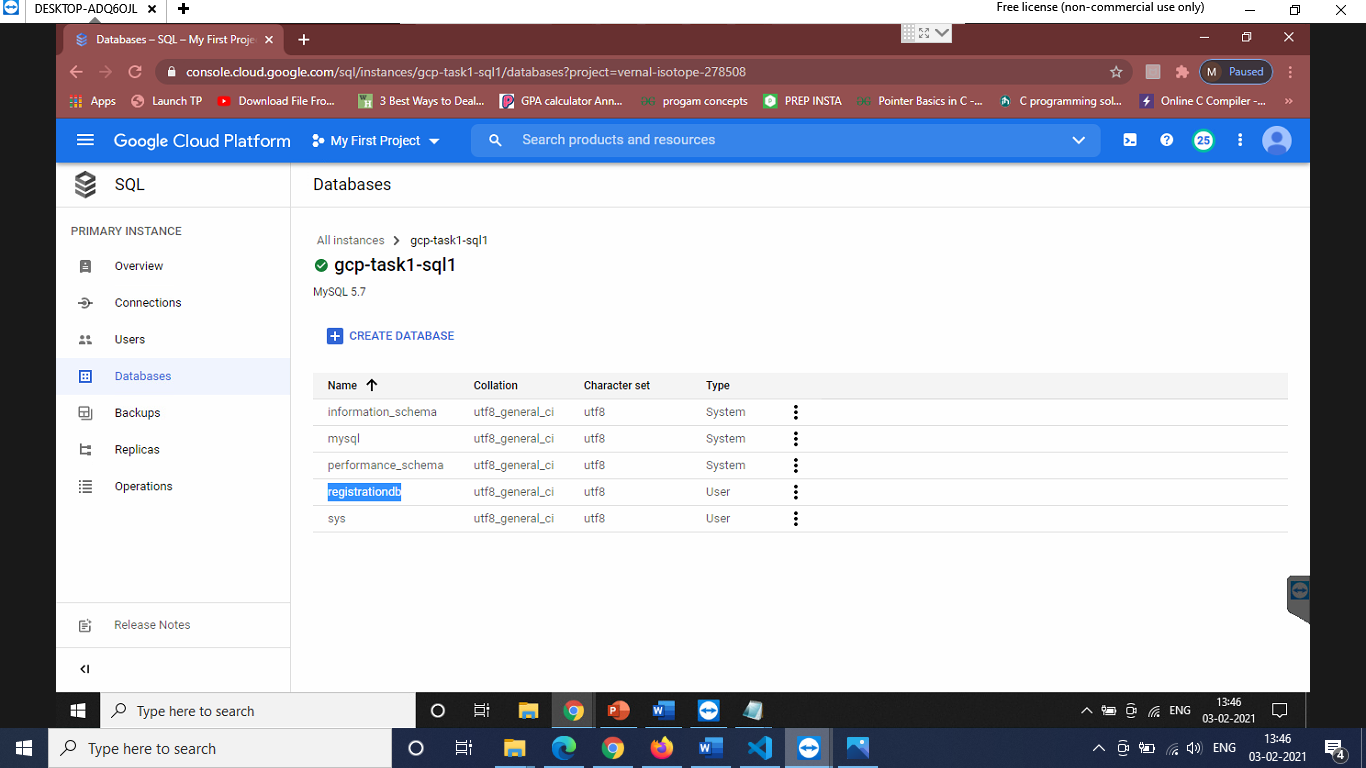 DESKTOP-ADQ6OJL
Free license (non-commercial use only)
Databases – SQL – My First Proje
console.cloud.google.com/sql/instances/gcp-task1-sql1/databases?project=vernal-isotope-278508
M Paused
Apps Launch TP Download File Fro... 3 Best Ways to Deal... GPA calculator Ann... progam concepts PREP INSTA Pointer Basics in C -... C programming sol... Online C Compiler -... »
Google Cloud Platform My First Project Search products and resources 25
SQL Databases
PRIMARY INSTANCE
Overview
Connections
Users
Databases
Backups
Replicas
Operations
Release Notes
All instances gcp-task1-sql1
gcp-task1-sql1
MySQL 5.7
CREATE DATABASE
Name Collation Character set Type
information_schema utf8_general_ci utf8 System
mysql utf8_general_ci utf8 System
performance_schema utf8_general_ci utf8 System
registrationdb utf8_general_ci utf8 User
sys utf8_general_ci utf8 User
Type here to search ENG 13:46
03-02-2021
Type here to search ENG 13:46
03-02-2021 4